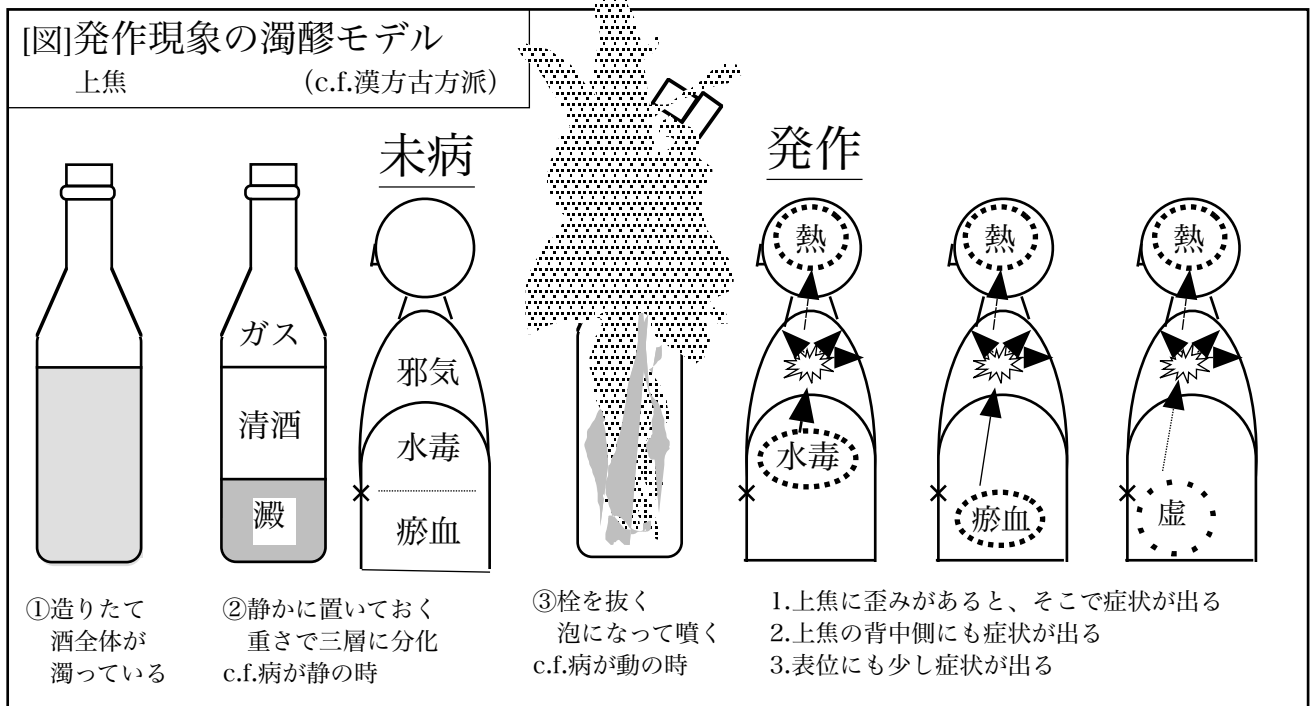 [図]発作現象の濁醪モデル
上焦 (c.f.漢方古方派)
未病
発作
ガス
清酒
澱
邪気
水毒
瘀血
熱
水毒
熱
瘀血
熱
虚
①造りたて
酒全体が
濁っている
②静かに置いておく
重さで三層に分化
c.f.病が静の時
③栓を抜く
泡になって噴く
c.f.病が動の時
1.上焦に歪みがあると、そこで症状が出る
2.上焦の背中側にも症状が出る
3.表位にも少し症状が出る